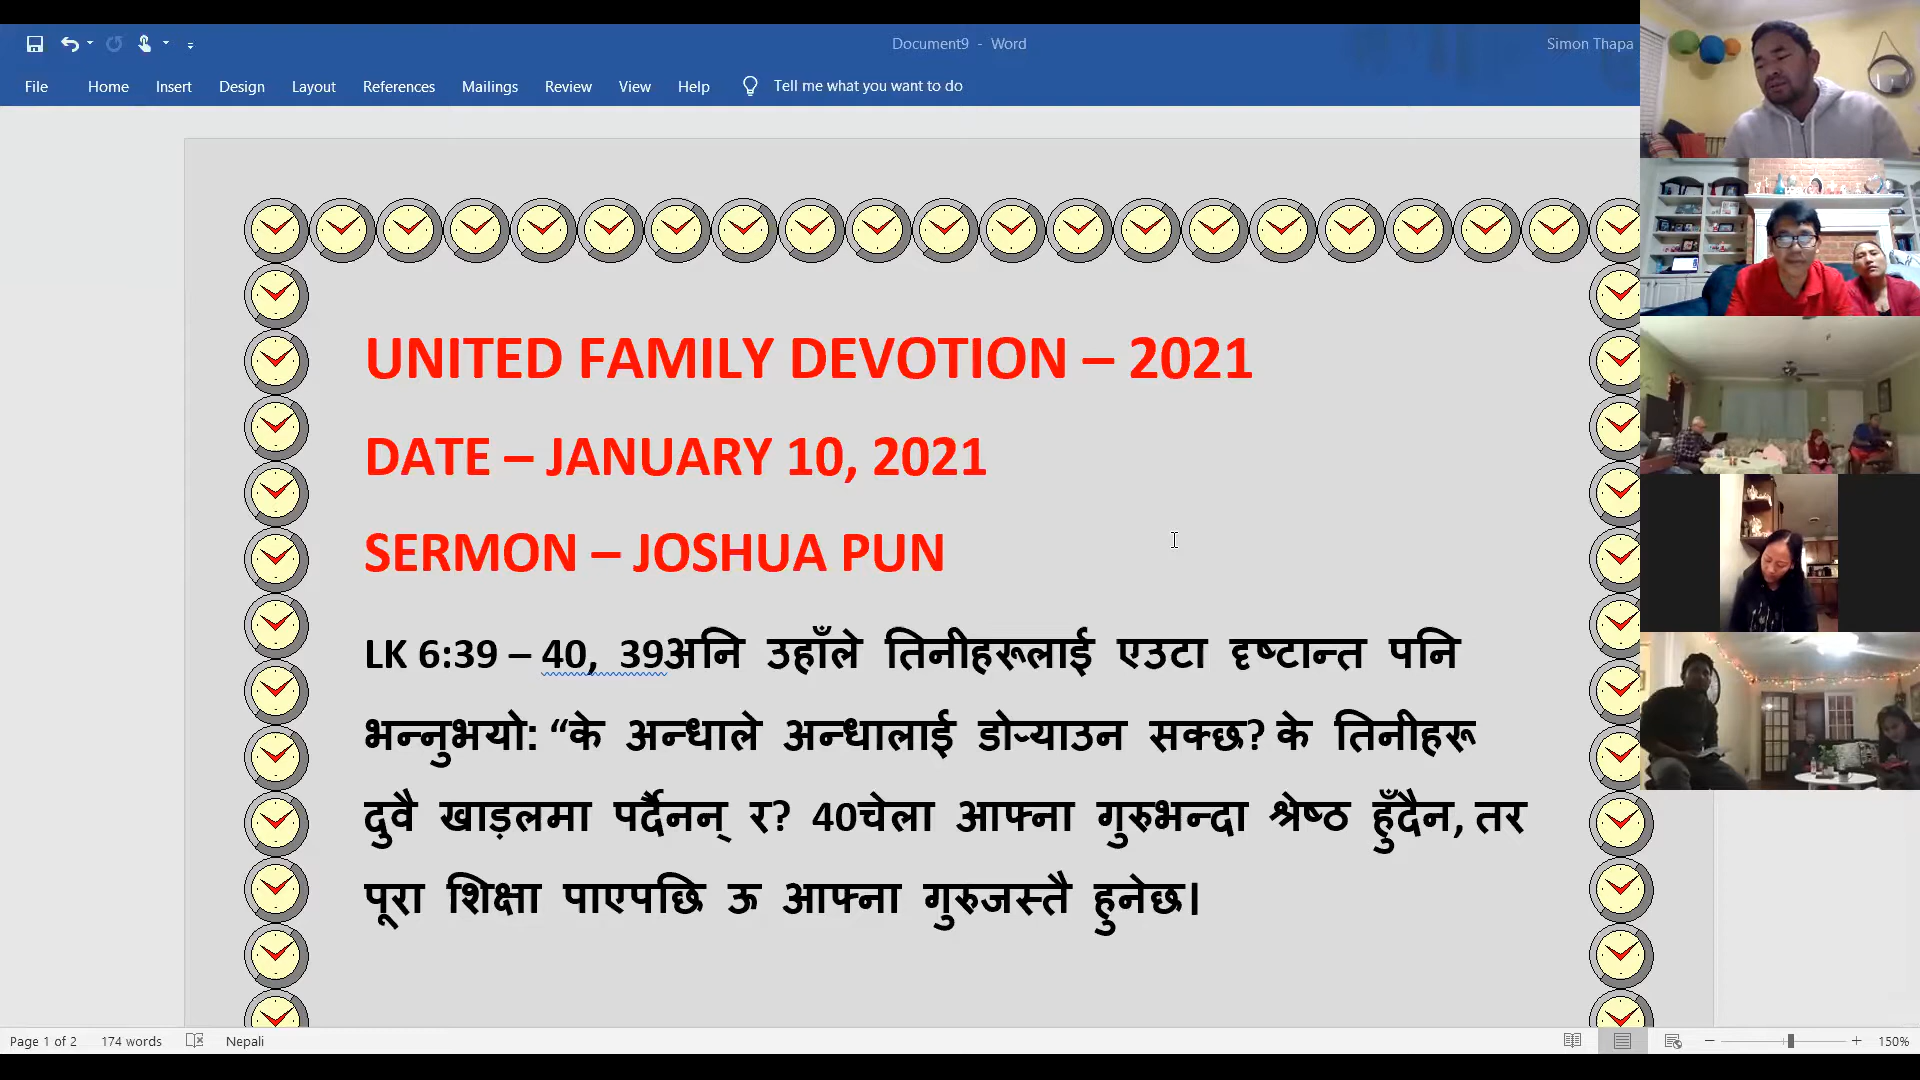 Document9 - Word
Simon Thapa
File Home Insert Design Layout References Mailings Review View Help Tell me what you want to do
UNITED FAMILY DEVOTION – 2021
DATE – JANUARY 10, 2021
SERMON – JOSHUA PUN
LK 6:39 – 40, 39अनि उहाँले तिनीहरूलाई एउटा दृष्टान्त पनि
भन्नुभयो: “के अन्धाले अन्धालाई डोऱ्याउन सक्छ? के तिनीहरू
दुवै खाड़लमा पर्दैनन् र? 40चेला आफ्ना गुरुभन्दा श्रेष्ठ हुँदैन, तर
पूरा शिक्षा पाएपछि ऊ आफ्ना गुरुजस्तै हुनेछ।
Page 1 of 2 174 words Nepali 150%